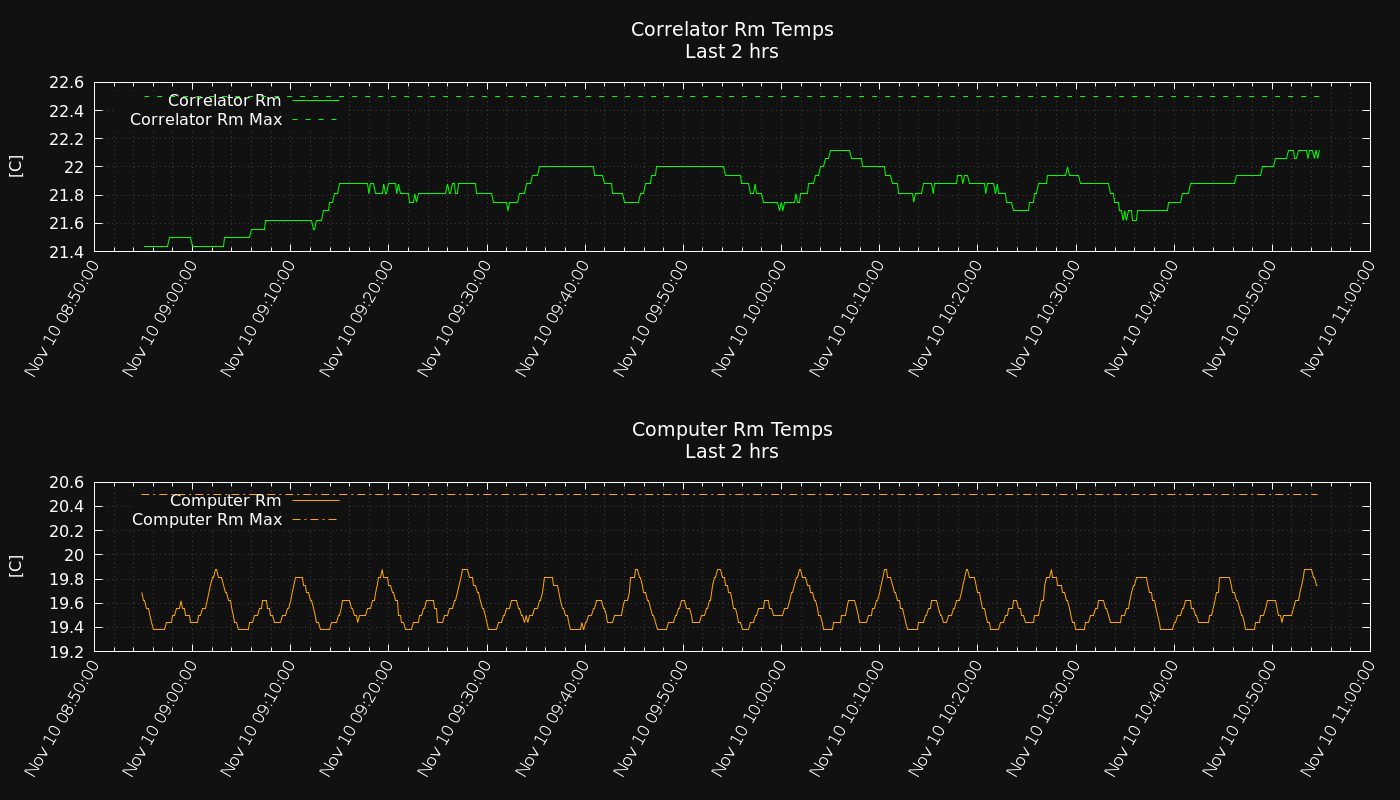 Correlator Rm Temps
Last 2 hrs
22.6
22.4
22.2
22
21.8
21.6
21.4
[C]
Correlator Rm
Correlator Rm Max
Nov 10 08:50:00
Nov 10 09:00:00
Nov 10 09:10:00
Nov 10 09:20:00
Nov 10 09:30:00
Nov 10 09:40:00
Nov 10 09:50:00
Nov 10 10:00:00
Nov 10 10:10:00
Nov 10 10:20:00
Nov 10 10:30:00
Nov 10 10:40:00
Nov 10 10:50:00
Nov 10 11:00:00
Computer Rm Temps
Last 2 hrs
20.6
20.4
20.2
20
19.8
19.6
19.4
19.2
[C]
Computer Rm
Computer Rm Max
Nov 10 08:50:00
Nov 10 09:00:00
Nov 10 09:10:00
Nov 10 09:20:00
Nov 10 09:30:00
Nov 10 09:40:00
Nov 10 09:50:00
Nov 10 10:00:00
Nov 10 10:10:00
Nov 10 10:20:00
Nov 10 10:30:00
Nov 10 10:40:00
Nov 10 10:50:00
Nov 10 11:00:00